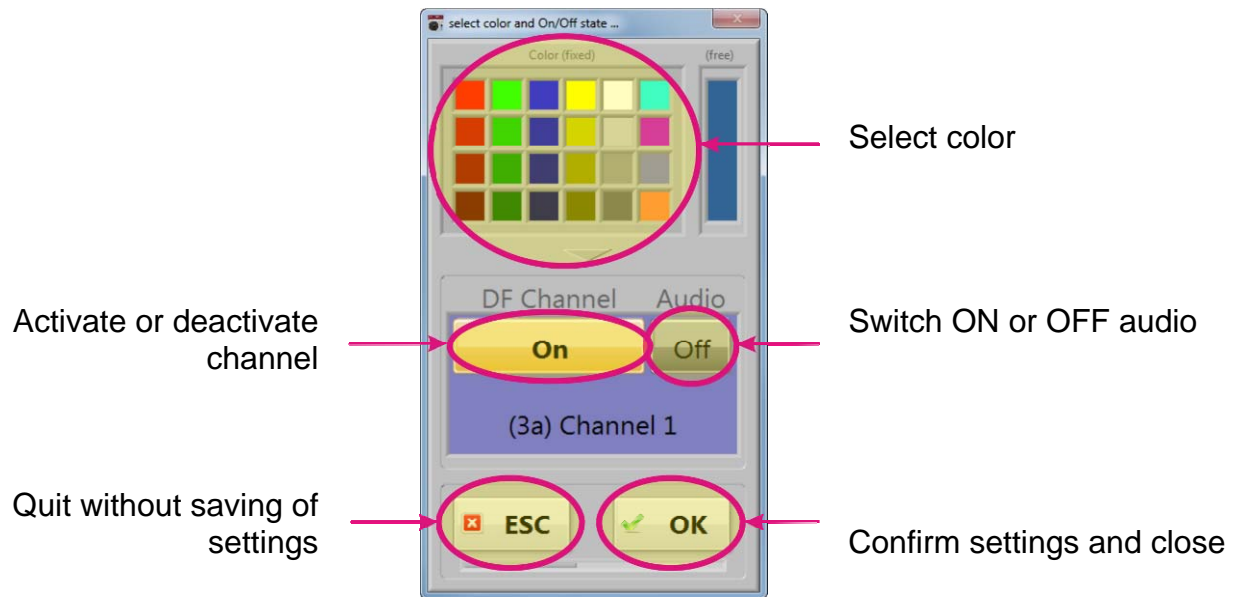 select color and On/Off state ...
Color (fixed)
(free)
Select color
DF Channel
Audio
Activate or deactivate
channel
On
Off
Switch ON or OFF audio
(3a) Channel 1
Quit without saving of
settings
ESC
OK
Confirm settings and close